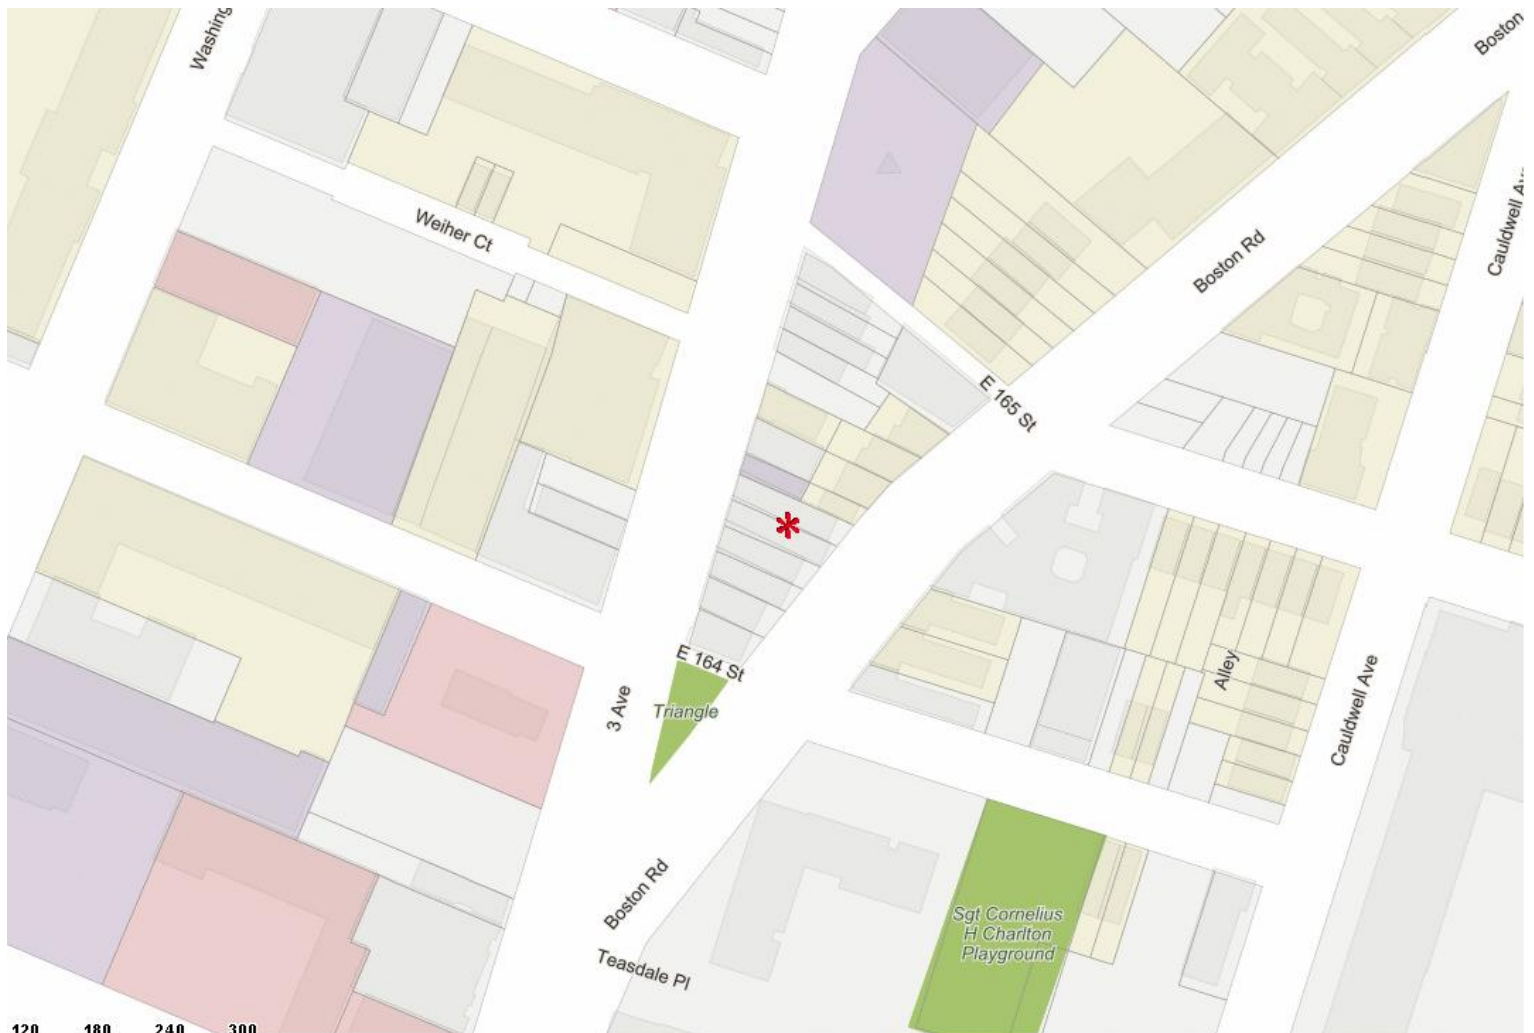 Washing
Boston
Weiher Ct
Cauldwell Av
Boston Rd
E 165 St
E 164 St
Alley
3 Ave
Triangle
Cauldwell Ave
Boston Rd
Sgt Cornelius
H Charlton
Playground
Teasdale Pl
120 180 240 300